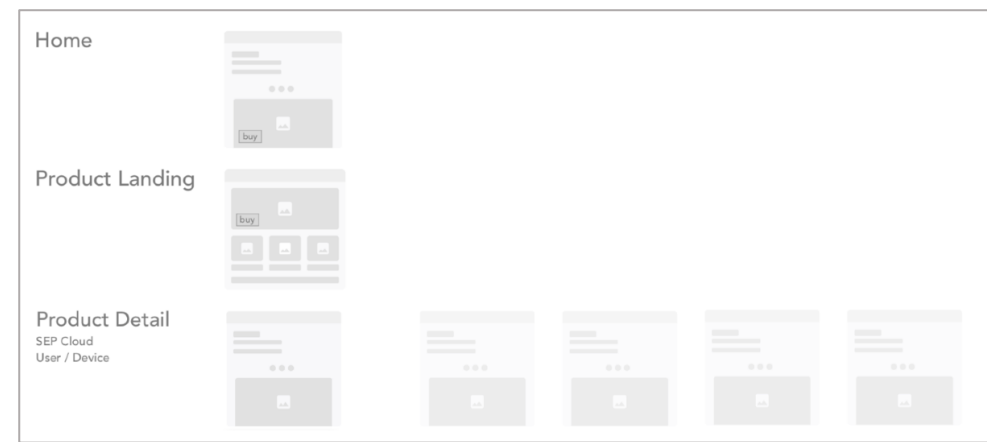 Home
buy
Product Landing
buy
Product Detail
SEP Cloud
User / Device